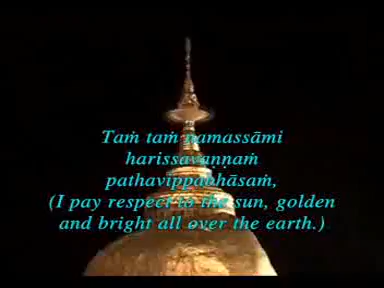 Taṁ taṁ namassāmi
harissavaṇṇaṁ
pathavippabhāsaṁ,
(I pay respect to the sun, golden
and bright all over the earth.)